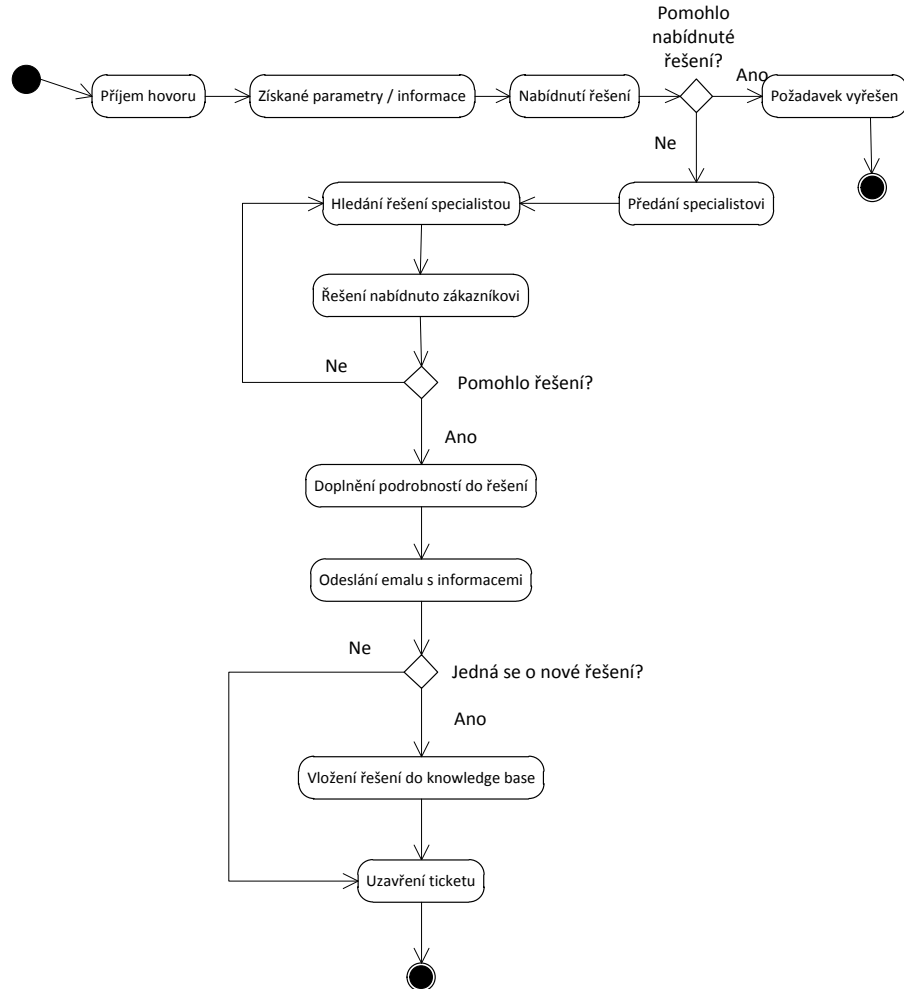 Pomohlo
nabídnuté
řešení?
Příjem hovoru
Získané parametry / informace
Nabídnutí řešení
Ano
Požadavek vyřešen
Ne
Hledání řešení specialistou
Předání specialistovi
Řešení nabídnuto zákazníkovi
Ne
Pomohlo řešení?
Ano
Doplnění podrobností do řešení
Odeslání emalu s informacemi
Ne
Jedná se o nové řešení?
Ano
Vložení řešení do knowledge base
Uzavření ticketu